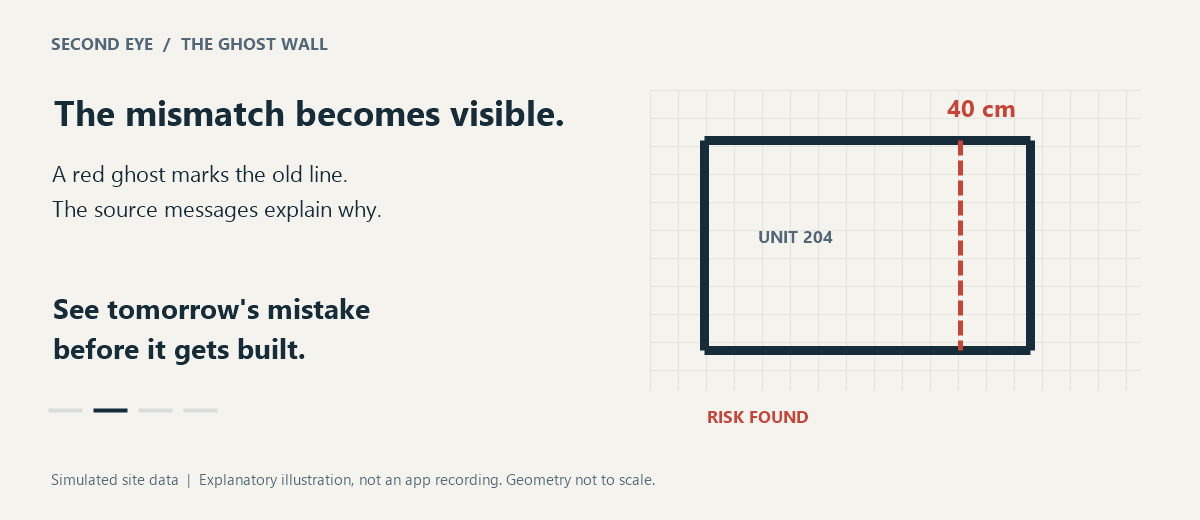 SECOND EYE / THE GHOST WALL
The mismatch becomes visible.
A red ghost marks the old line.
The source messages explain why.
See tomorrow's mistake
before it gets built.
40 cm
UNIT 204
RISK FOUND
Simulated site data | Explanatory illustration, not an app recording. Geometry not to scale.